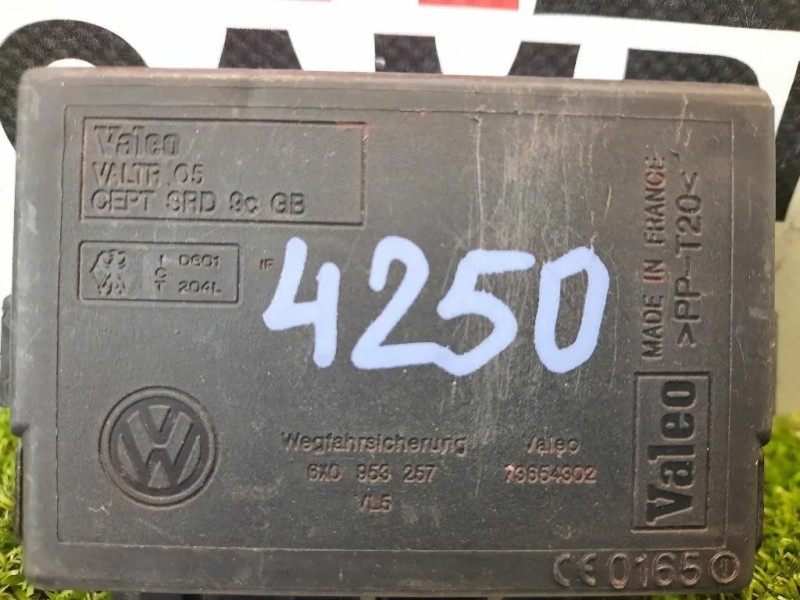 Valeo
VALTR 05
CEPT SRD 9c GB
I DG01
C
T 204L
IF
4250
MADE IN FRANCE
>PP-T20<
Valeo
Wegfahrsicherung
6X0 953 257
VL5
Valeo
73654302
CE 0165